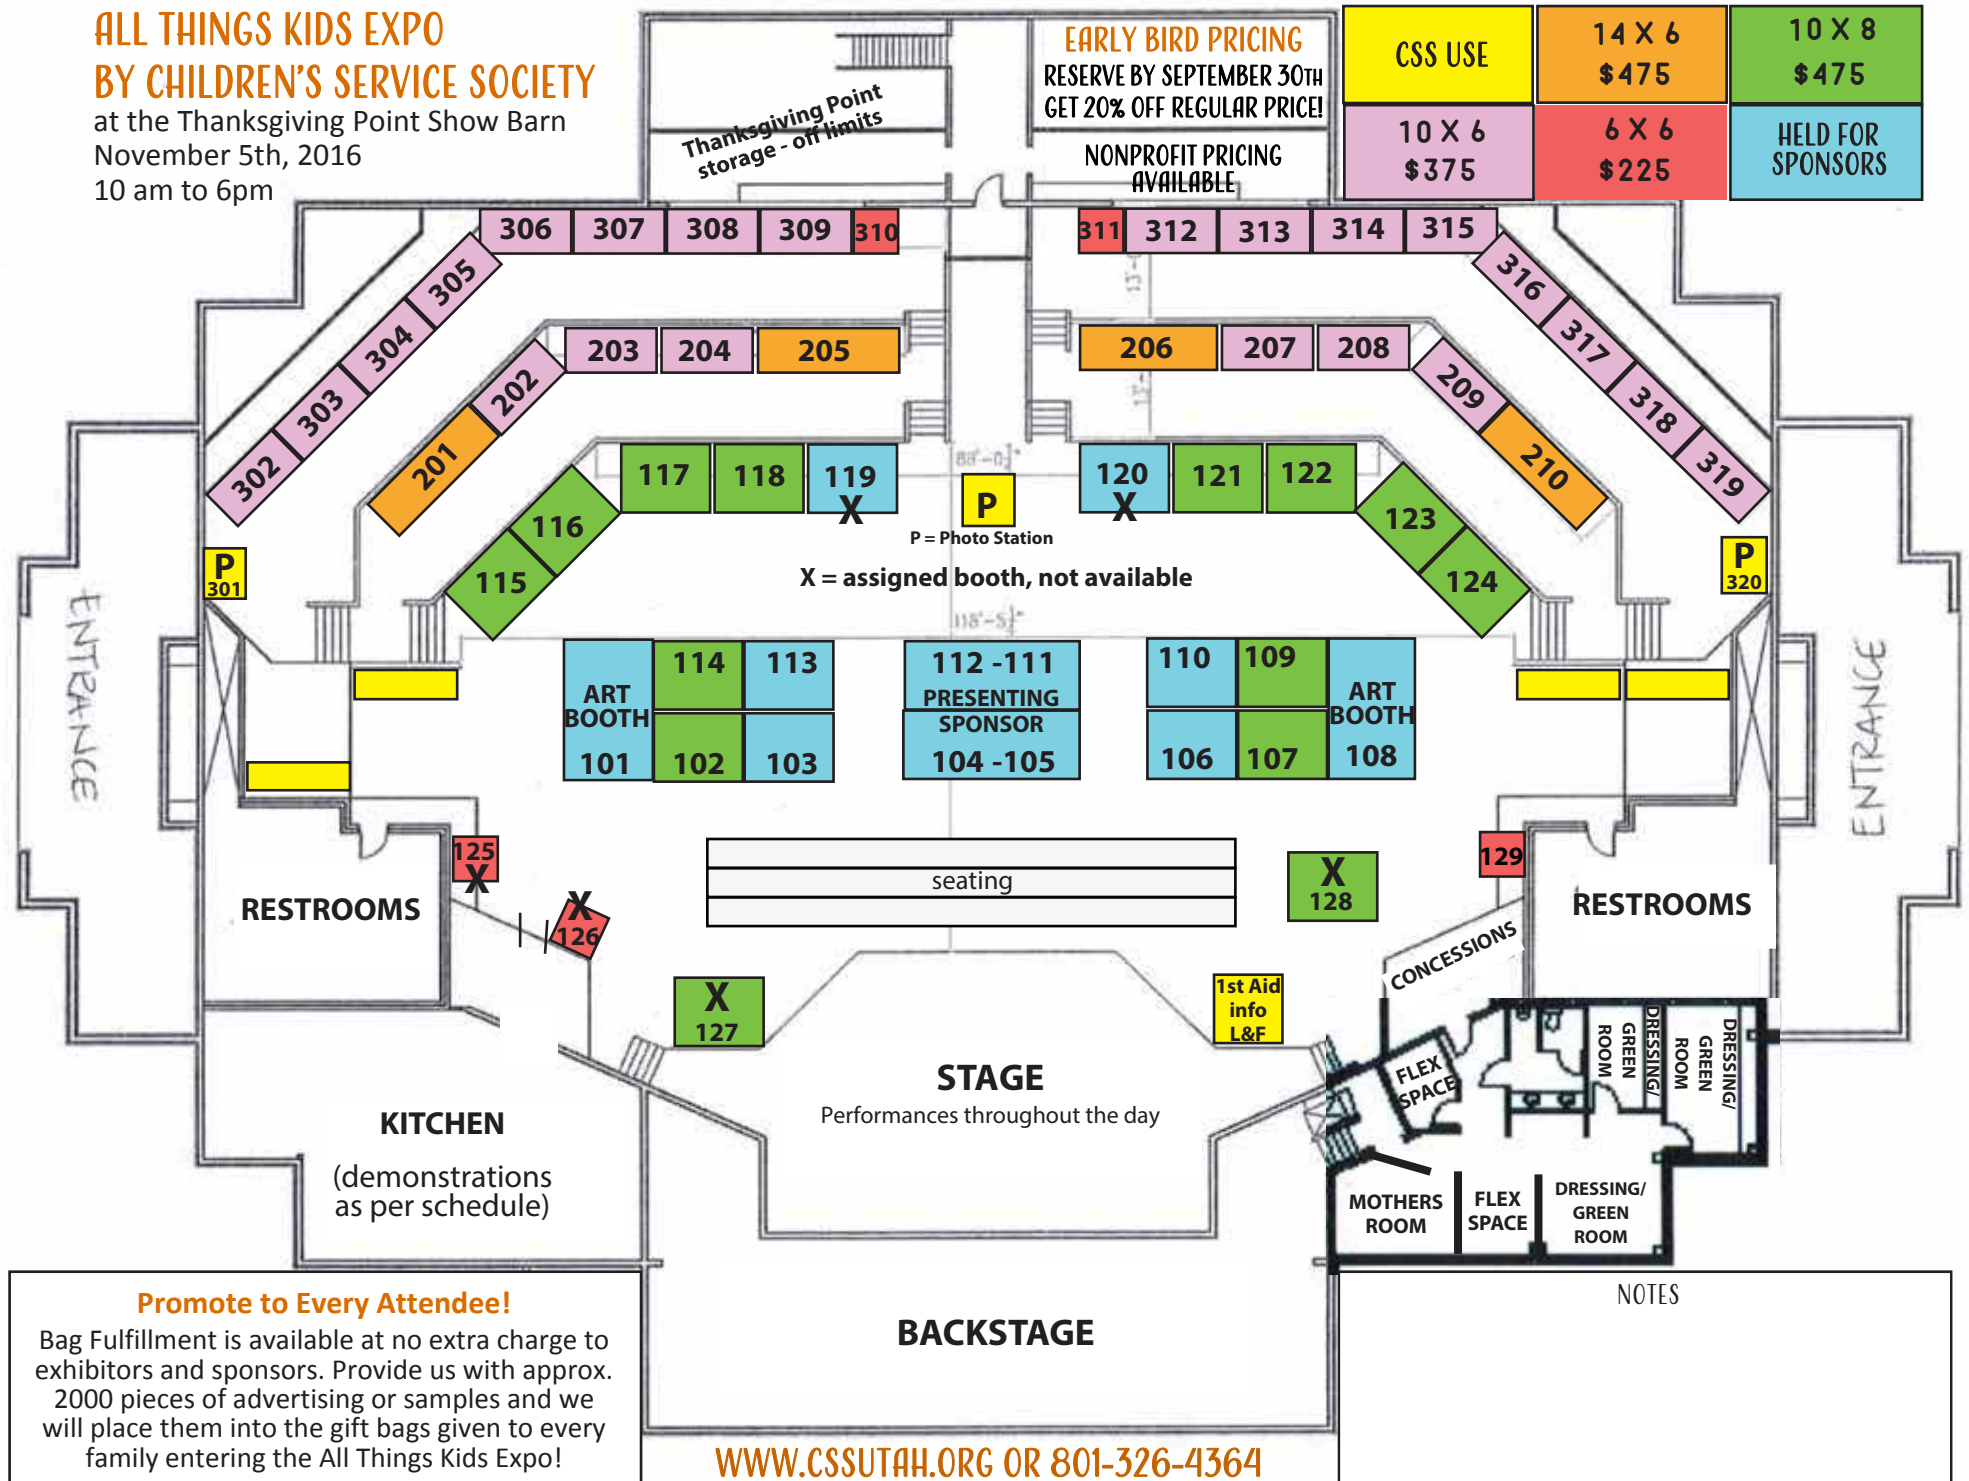 ALL THINGS KIDS EXPO
BY CHILDREN'S SERVICE SOCIETY
at the Thanksgiving Point Show Barn
November 5th, 2016
10 am to 6pm
Thanksgiving Point
storage - off limits
EARLY BIRD PRICING
RESERVE BY SEPTEMBER 30TH
GET 20% OFF REGULAR PRICE!
NONPROFIT PRICING
AVAILABLE
CSS USE
14 X 6
$475
10 X 8
$475
10 X 6
$375
6 X 6
$225
HELD FOR
SPONSORS
306 307 308 309 310
311 312 313 314 315
305
304
303
302
316
317
318
319
203 204 205
206 207 208
202
201
209
210
117 118 119
X
120
X
121 122
116
115
123
124
88'-0½"
P
P = Photo Station
X = assigned booth, not available
P
301
P
320
ENTRANCE
ENTRANCE
ART
BOOTH
101
114 113
102 103
112 -111
PRESENTING
SPONSOR
104 -105
110 109
106 107
ART
BOOTH
108
125
X
X
126
seating
X
128
129
RESTROOMS
RESTROOMS
CONCESSIONS
X
127
1st Aid
info
L&F
STAGE
Performances throughout the day
KITCHEN
(demonstrations
as per schedule)
FLEX
SPACE
DRESSING/
GREEN
ROOM
DRESSING/
GREEN
ROOM
MOTHERS
ROOM
FLEX
SPACE
DRESSING/
GREEN
ROOM
BACKSTAGE
Promote to Every Attendee!
Bag Fulfillment is available at no extra charge to
exhibitors and sponsors. Provide us with approx.
2000 pieces of advertising or samples and we
will place them into the gift bags given to every
family entering the All Things Kids Expo!
WWW.CSSUTAH.ORG OR 801-326-4364
NOTES